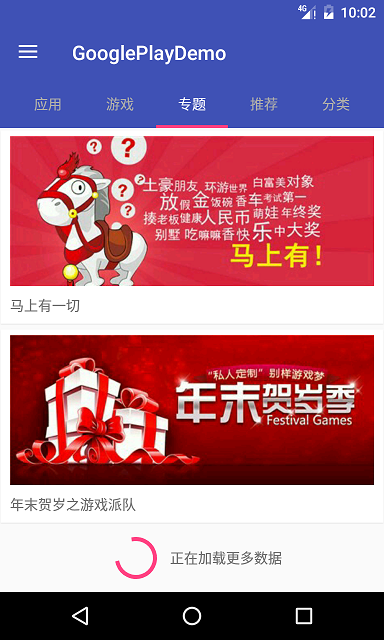 10:02
GooglePlayDemo
应用 游戏 专题 推荐 分类
? ? ? ?
土豪朋友 环游世界 白富美对象
放假 金饭碗 香车 考试第一
揍老板 健康 人民币 萌娃 年终奖
别墅 吃嘛嘛香 快乐 中大奖
马上有！
马上有一切
“私人定制”别样游戏梦
年末贺岁季
Festival Games
年末贺岁之游戏派队
正在加载更多数据